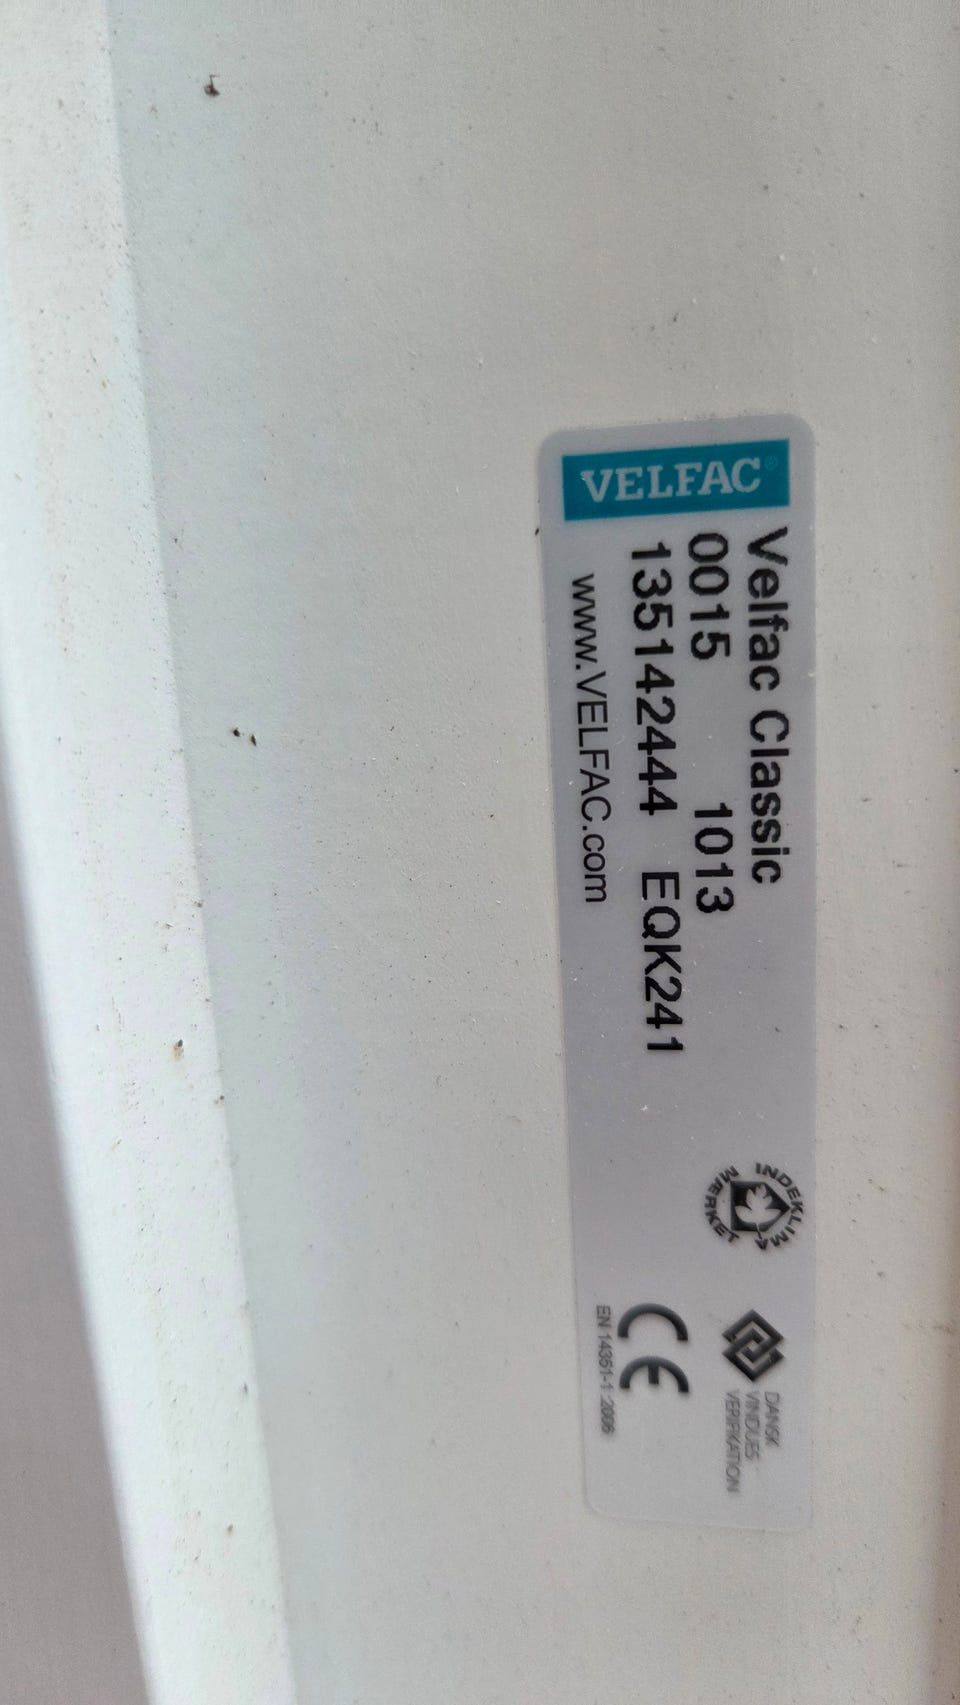 VELFAC®
Velfac Classic
0015 1013
135142444 EQK241
www.VELFAC.com
INDEKLIMA
MÆRKET
DANSK
VINDUES
VERIFIKATION
CE
EN 14351-1:2006